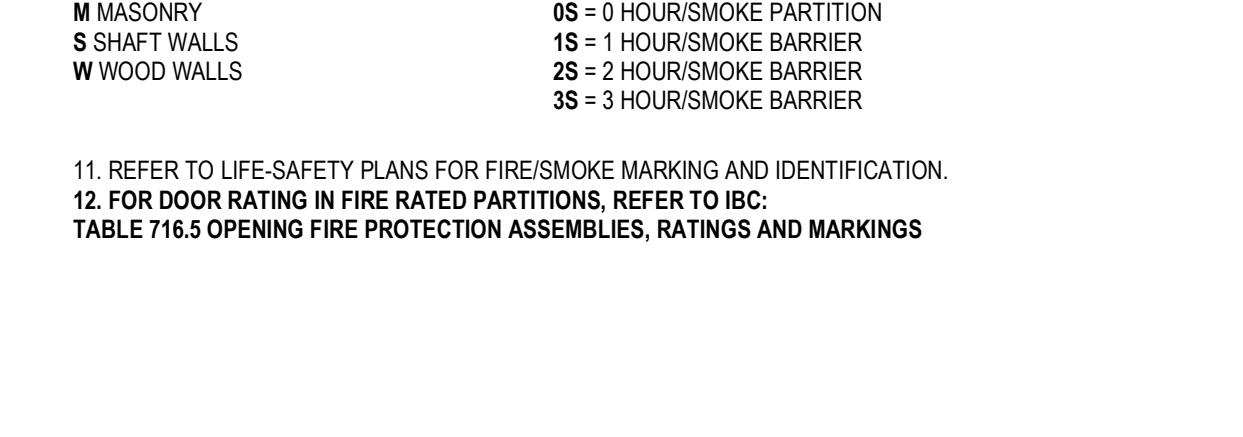 M MASONRY
S SHAFT WALLS
W WOOD WALLS
0S = 0 HOUR/SMOKE PARTITION
1S = 1 HOUR/SMOKE BARRIER
2S = 2 HOUR/SMOKE BARRIER
3S = 3 HOUR/SMOKE BARRIER
11. REFER TO LIFE-SAFETY PLANS FOR FIRE/SMOKE MARKING AND IDENTIFICATION.
12. FOR DOOR RATING IN FIRE RATED PARTITIONS, REFER TO IBC:
TABLE 716.5 OPENING FIRE PROTECTION ASSEMBLIES, RATINGS AND MARKINGS